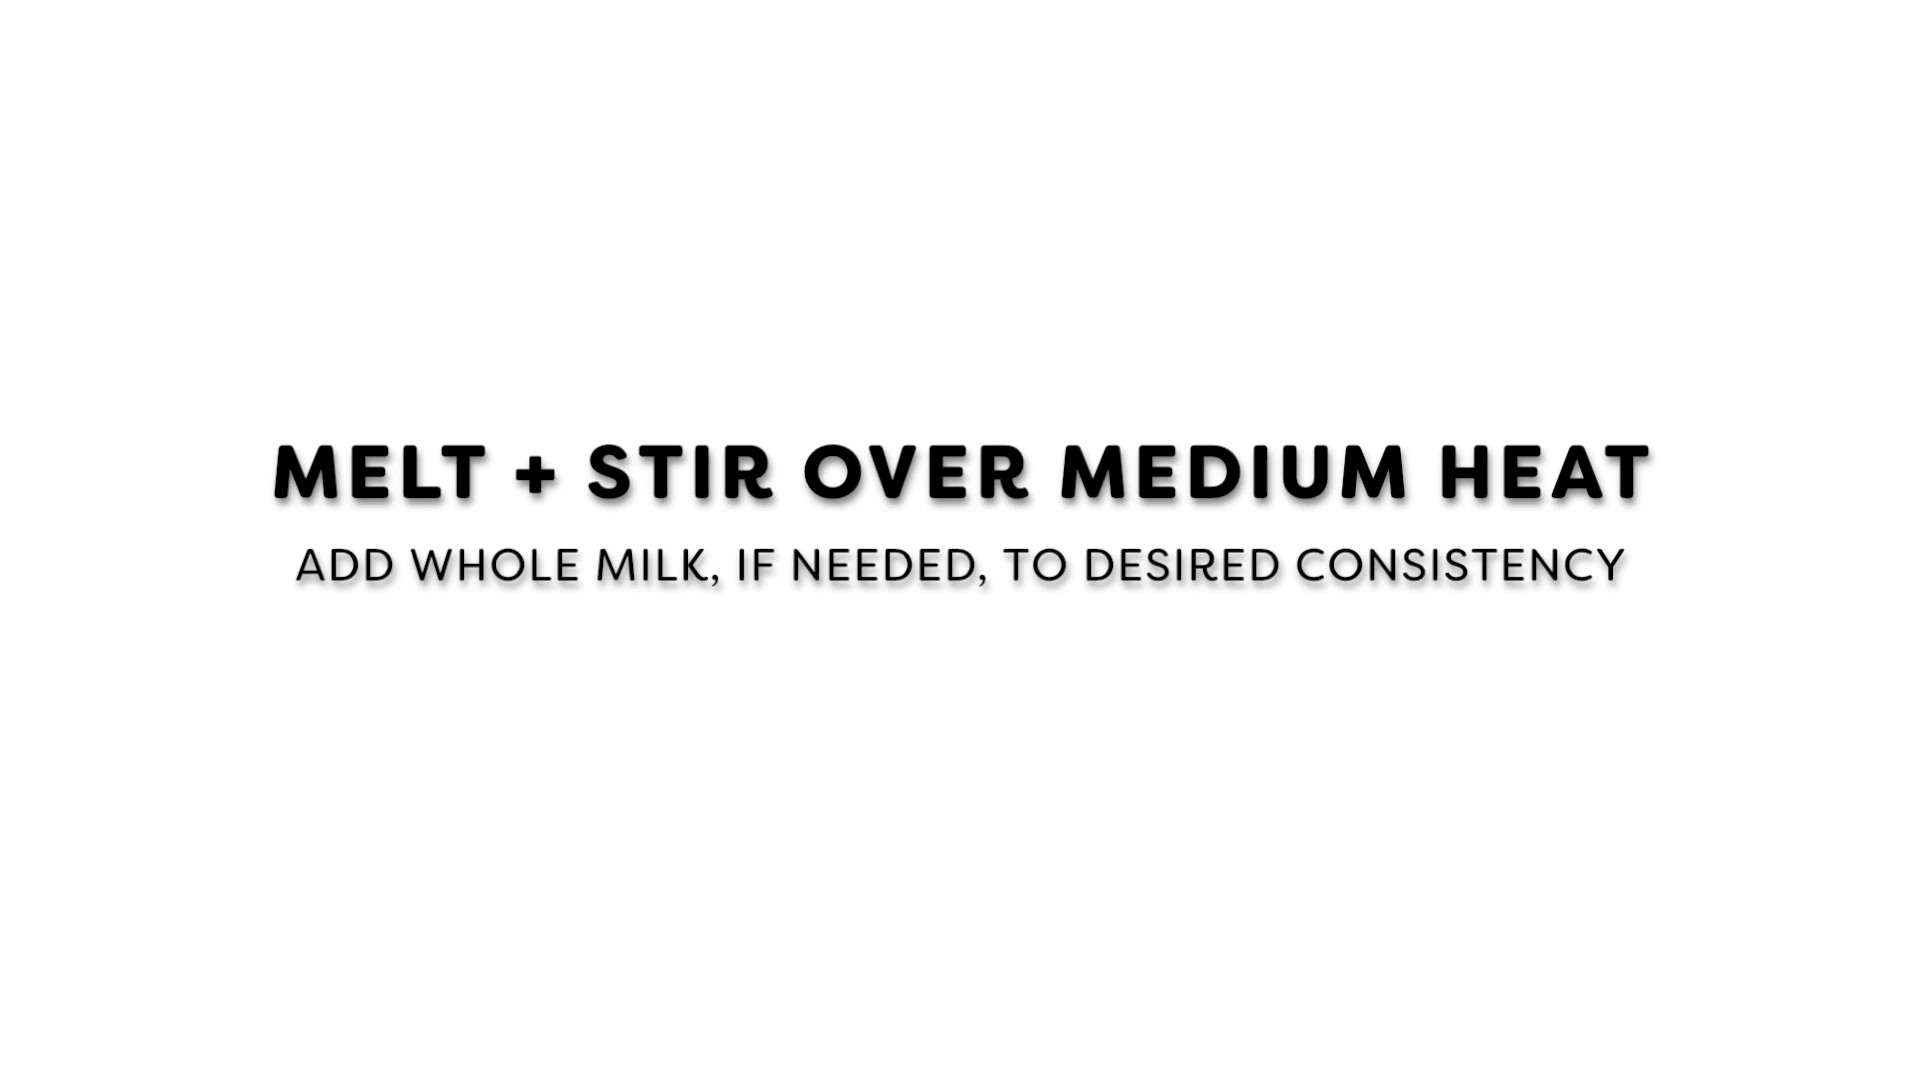 MELT + STIR OVER MEDIUM HEAT
ADD WHOLE MILK, IF NEEDED, TO DESIRED CONSISTENCY